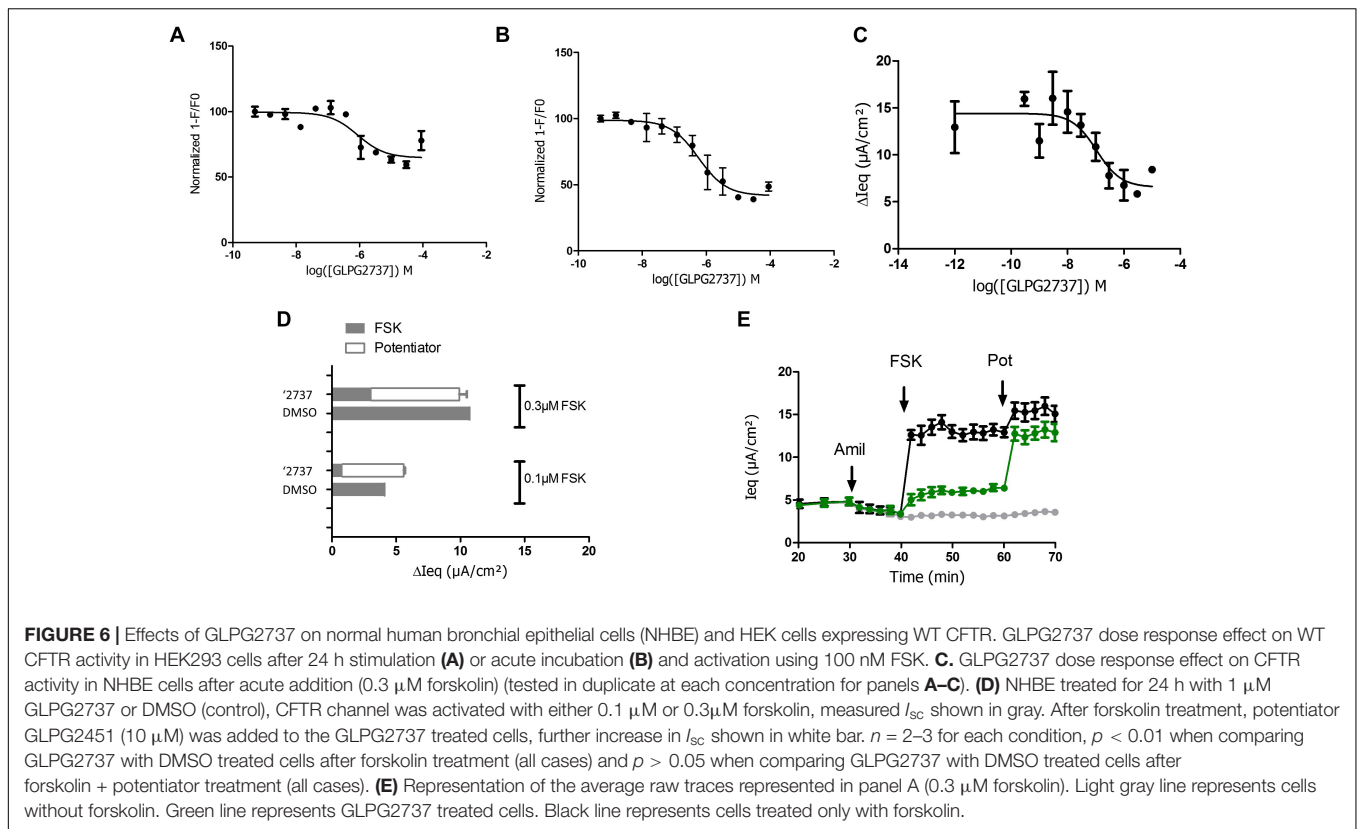 A
150
100
50
0
Normalized 1-F/F0
-10 -8 -6 -4 -2
log([GLPG2737]) M
B
150
100
50
0
Normalized 1-F/F0
-10 -8 -6 -4 -2
log([GLPG2737]) M
C
20
15
10
5
0
ΔIeq (µA/cm²)
-14 -12 -10 -8 -6 -4
log([GLPG2737]) M
D
FSK
Potentiator
'2737
DMSO
0.3µM FSK
'2737
DMSO
0.1µM FSK
0 5 10 15 20
ΔIeq (µA/cm²)
E
FSK
Pot
Amil
20
15
10
5
0
Ieq (µA/cm²)
20 30 40 50 60 70
Time (min)
FIGURE 6 | Effects of GLPG2737 on normal human bronchial epithelial cells (NHBE) and HEK cells expressing WT CFTR. GLPG2737 dose response effect on WT
CFTR activity in HEK293 cells after 24 h stimulation (A) or acute incubation (B) and activation using 100 nM FSK. C. GLPG2737 dose response effect on CFTR
activity in NHBE cells after acute addition (0.3 µM forskolin) (tested in duplicate at each concentration for panels A–C). (D) NHBE treated for 24 h with 1 µM
GLPG2737 or DMSO (control), CFTR channel was activated with either 0.1 µM or 0.3µM forskolin, measured Isc shown in gray. After forskolin treatment, potentiator
GLPG2451 (10 µM) was added to the GLPG2737 treated cells, further increase in Isc shown in white bar. n = 2–3 for each condition, p < 0.01 when comparing
GLPG2737 with DMSO treated cells after forskolin treatment (all cases) and p > 0.05 when comparing GLPG2737 with DMSO treated cells after
forskolin + potentiator treatment (all cases). (E) Representation of the average raw traces represented in panel A (0.3 µM forskolin). Light gray line represents cells
without forskolin. Green line represents GLPG2737 treated cells. Black line represents cells treated only with forskolin.